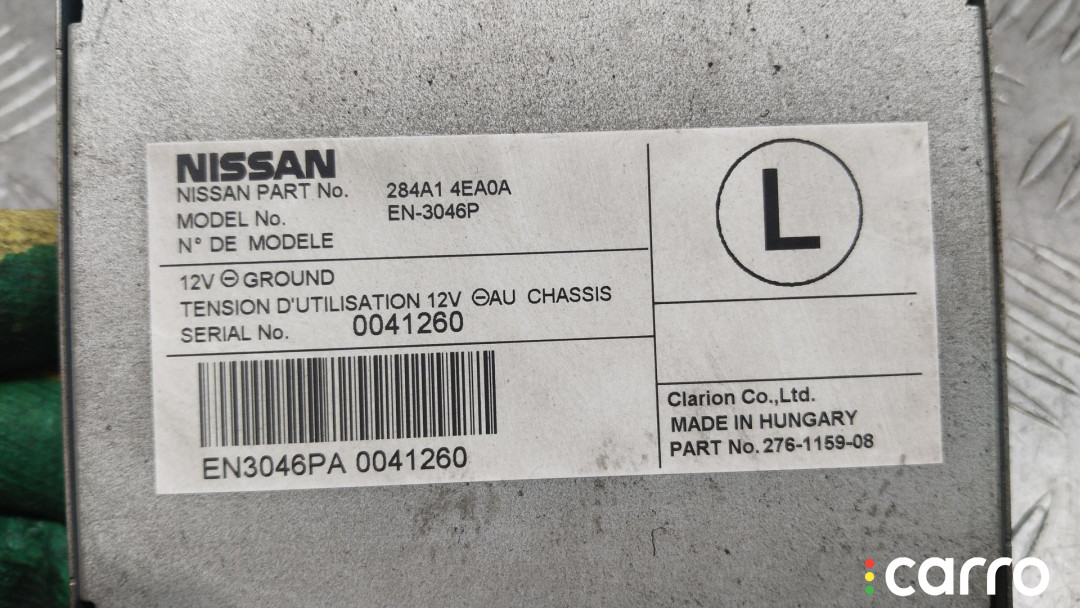 NISSAN
NISSAN PART No. 284A1 4EA0A
MODEL No. EN-3046P
N° DE MODELE
12V ⊖ GROUND
TENSION D'UTILISATION 12V ⊖AU CHASSIS
SERIAL No. 0041260
EN3046PA 0041260
L
Clarion Co.,Ltd.
MADE IN HUNGARY
PART No. 276-1159-08
carro